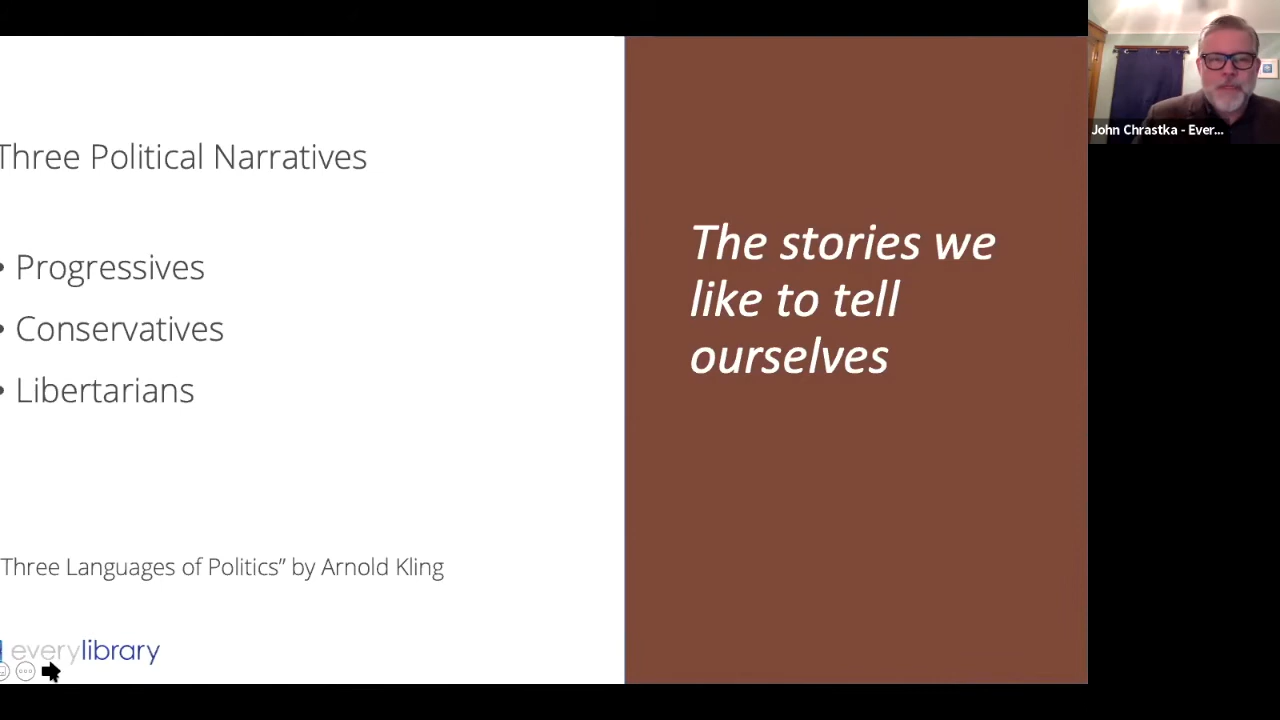 Three Political Narratives
• Progressives
• Conservatives
• Libertarians
Three Languages of Politics” by Arnold Kling
everylibrary
The stories we
like to tell
ourselves
John Chrastka - Ever...